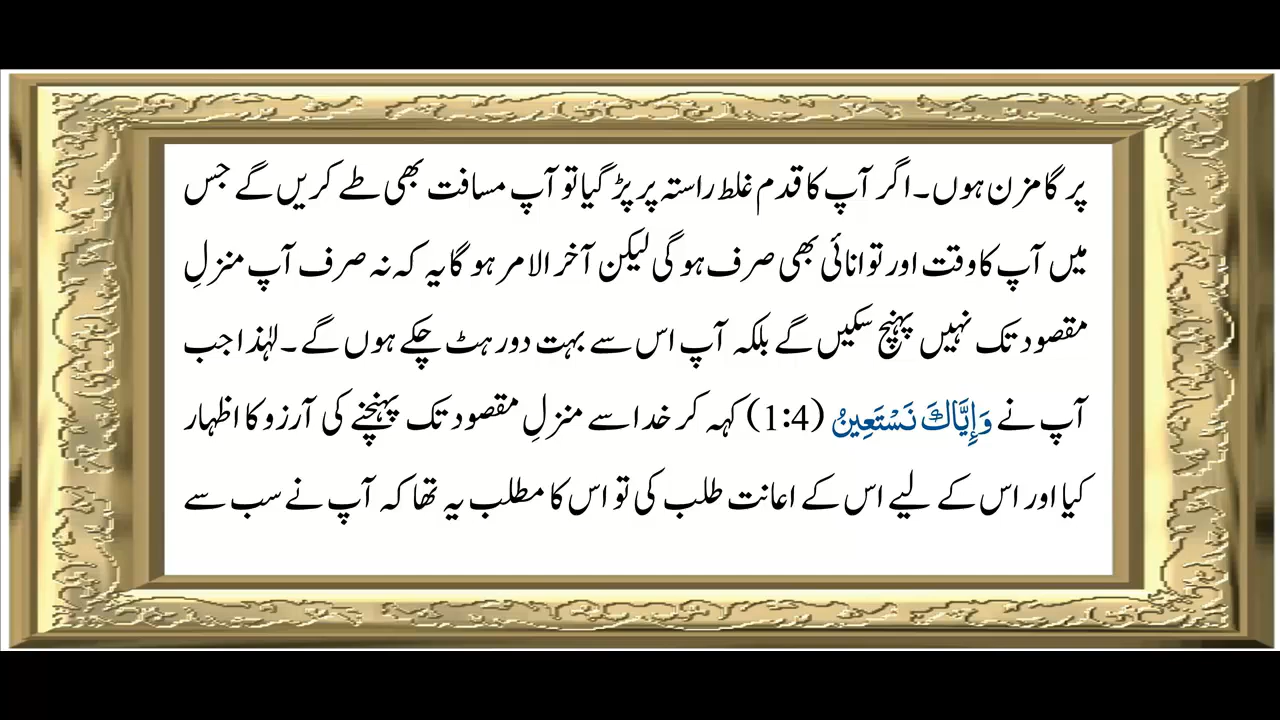 پر گامزن ہوں۔ اگر آپ کا قدم غلط راستہ پر پڑ گیا تو آپ مسافت بھی طے کریں گے جس
میں آپ کا وقت اور توانائی بھی صرف ہوگی لیکن آخر الامر ہو گا یہ کہ نہ صرف آپ منزلِ
مقصود تک نہیں پہنچ سکیں گے بلکہ آپ اس سے بہت دور ہٹ چکے ہوں گے۔ لہٰذا جب
آپ نے وَإِيَّاكَ نَسْتَعِينُ (1:4) کہہ کر خدا سے منزلِ مقصود تک پہنچنے کی آرزو کا اظہار
کیا اور اس کے لیے اس کے اعانت طلب کی تو اس کا مطلب یہ تھا کہ آپ نے سب سے